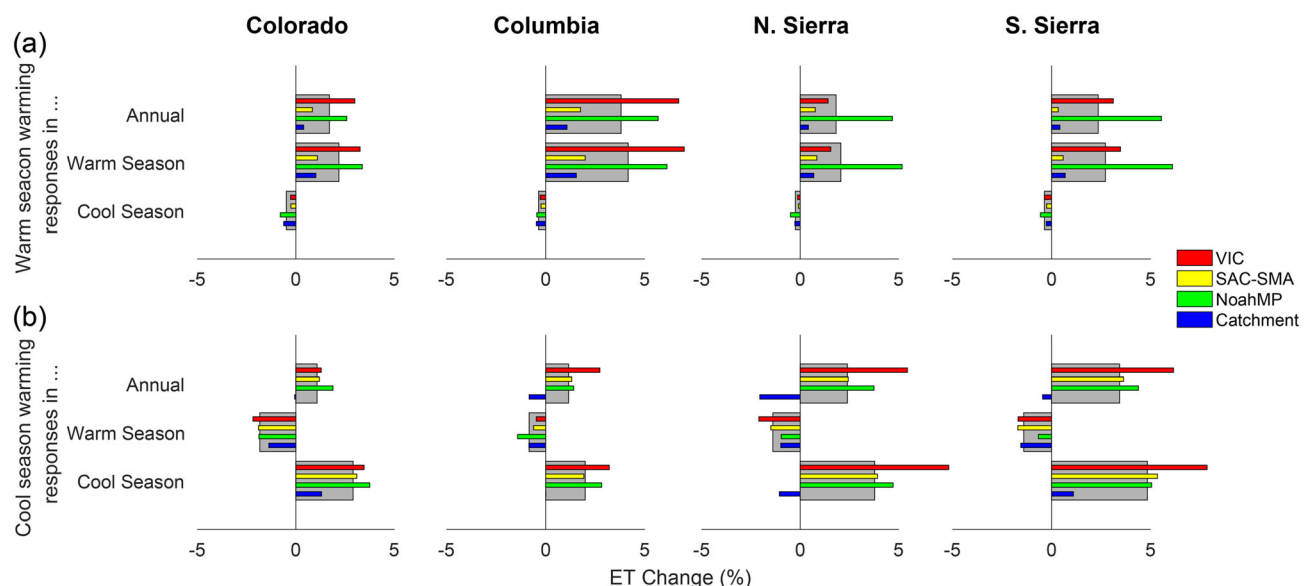 Colorado Columbia N. Sierra S. Sierra
(a)
Warm seacon warming
responses in ...
Annual
Warm Season
Cool Season
-5 0 5 -5 0 5 -5 0 5 -5 0 5
VIC
SAC-SMA
NoahMP
Catchment
(b)
Cool season warming
responses in ...
Annual
Warm Season
Cool Season
-5 0 5 -5 0 5 -5 0 5 -5 0 5
ET Change (%)